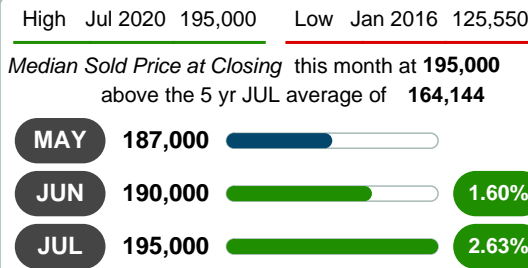 High Jul 2020 195,000 Low Jan 2016 125,550
Median Sold Price at Closing this month at 195,000
above the 5 yr JUL average of 164,144
MAY 187,000
JUN 190,000 1.60%
JUL 195,000 2.63%